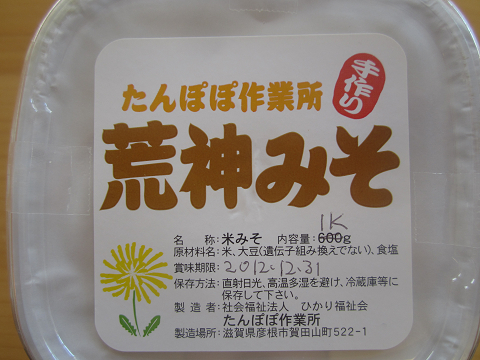 手作り
たんぽぽ作業所
荒神みそ
名称：米みそ 内容量：600g 1K
原材料名：米、大豆（遺伝子組み換えでない）、食塩
賞味期限：2012.12.31
保存方法：直射日光、高温多湿を避け、冷蔵庫等に
保存して下さい。
製造者：社会福祉法人 ひかり福祉会
たんぽぽ作業所
製造場所：滋賀県彦根市賀田山町522-1